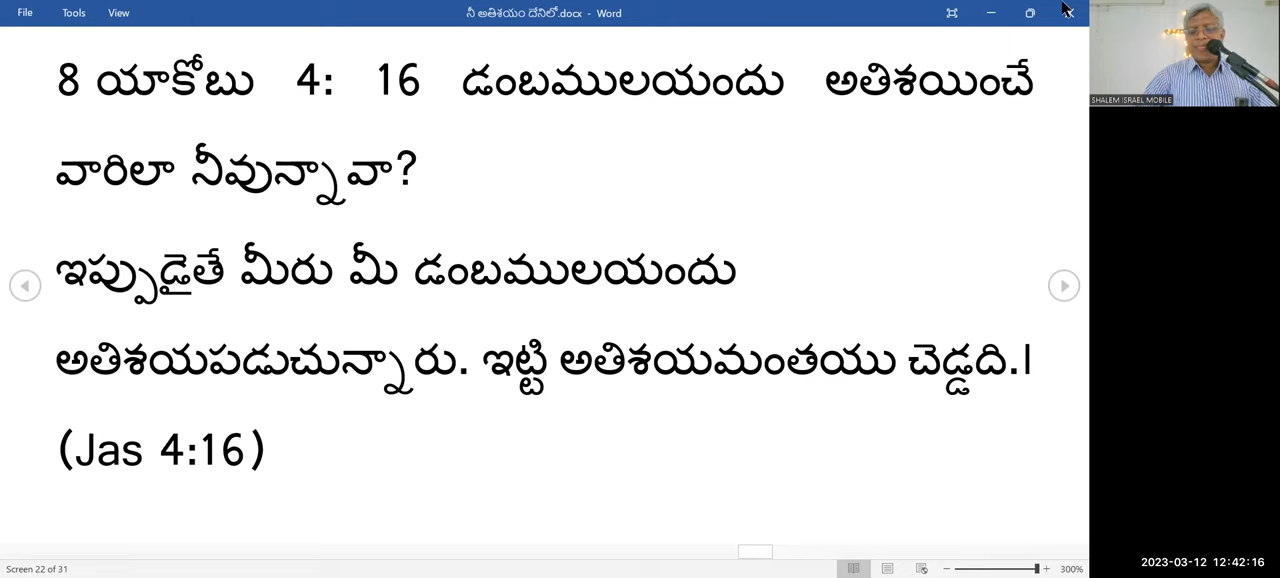 File Tools View నీ అతిశయం దేనిలో.docx - Word
SHALEM ISRAEL MOBILE
8 యాకోబు 4: 16 డంబములయందు అతిశయించే
వారిలా నీవున్నావా?
ఇప్పుడైతే మీరు మీ డంబములయందు
అతిశయపడుచున్నారు. ఇట్టి అతిశయమంతయు చెడ్డది.
(Jas 4:16)
2023-03-12 12:42:16
Screen 22 of 31 300%